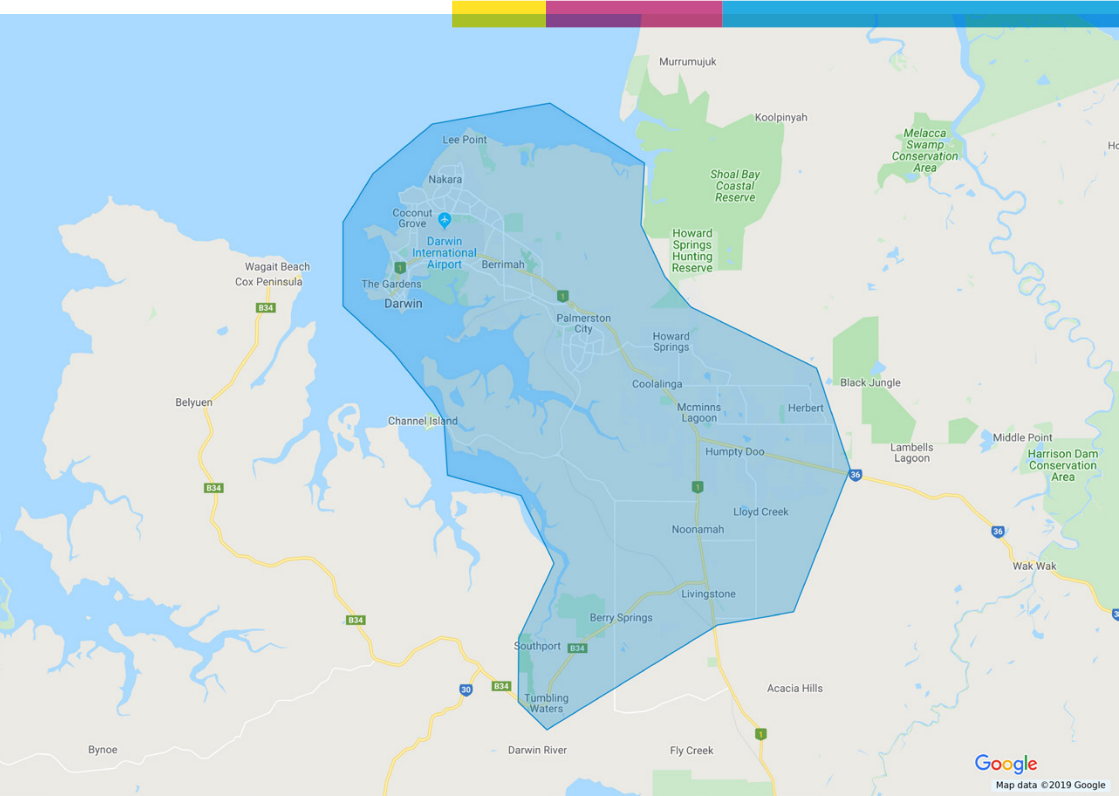 Murrumujuk
Koolpinyah
Melacca
Swamp
Conservation
Area
Ho
Lee Point
Nakara
Shoal Bay
Coastal
Reserve
Coconut
Grove
Darwin
International
Airport
Howard
Springs
Hunting
Reserve
Wagait Beach
Cox Peninsula
Berrimah
1
The Gardens
Darwin
B34
1
Palmerston
City
Howard
Springs
Coolalinga
Black Jungle
Belyuen
Mcminns
Lagoon
Herbert
Channel Island
Middle Point
Lambells
Lagoon
Humpty Doo
Harrison Dam
Conservation
Area
36
B34
1
Lloyd Creek
Noonamah
36
Wak Wak
Livingstone
3
B34
Berry Springs
Southport
B34
30
B34
Acacia Hills
Tumbling
Waters
1
Bynoe
Darwin River
Fly Creek
Google
Map data ©2019 Google